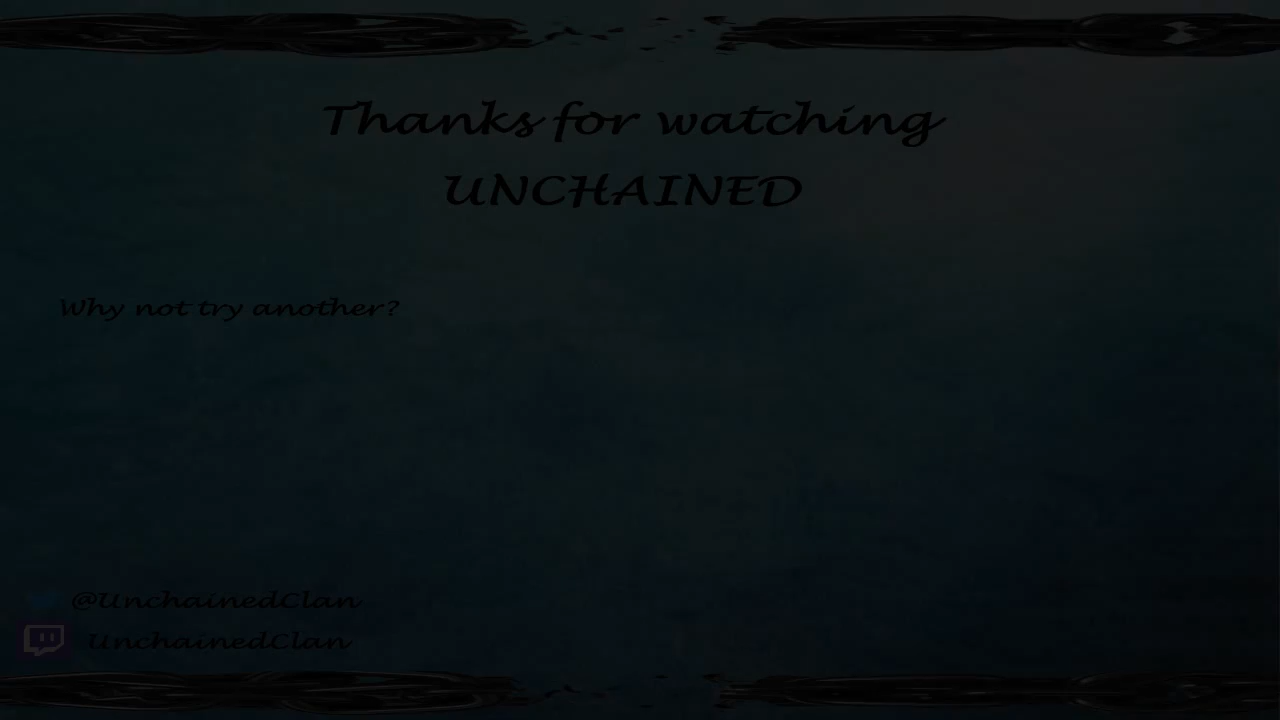 Thanks for watching
UNCHAINED
Why not try another?
@UnchainedClan
UnchainedClan